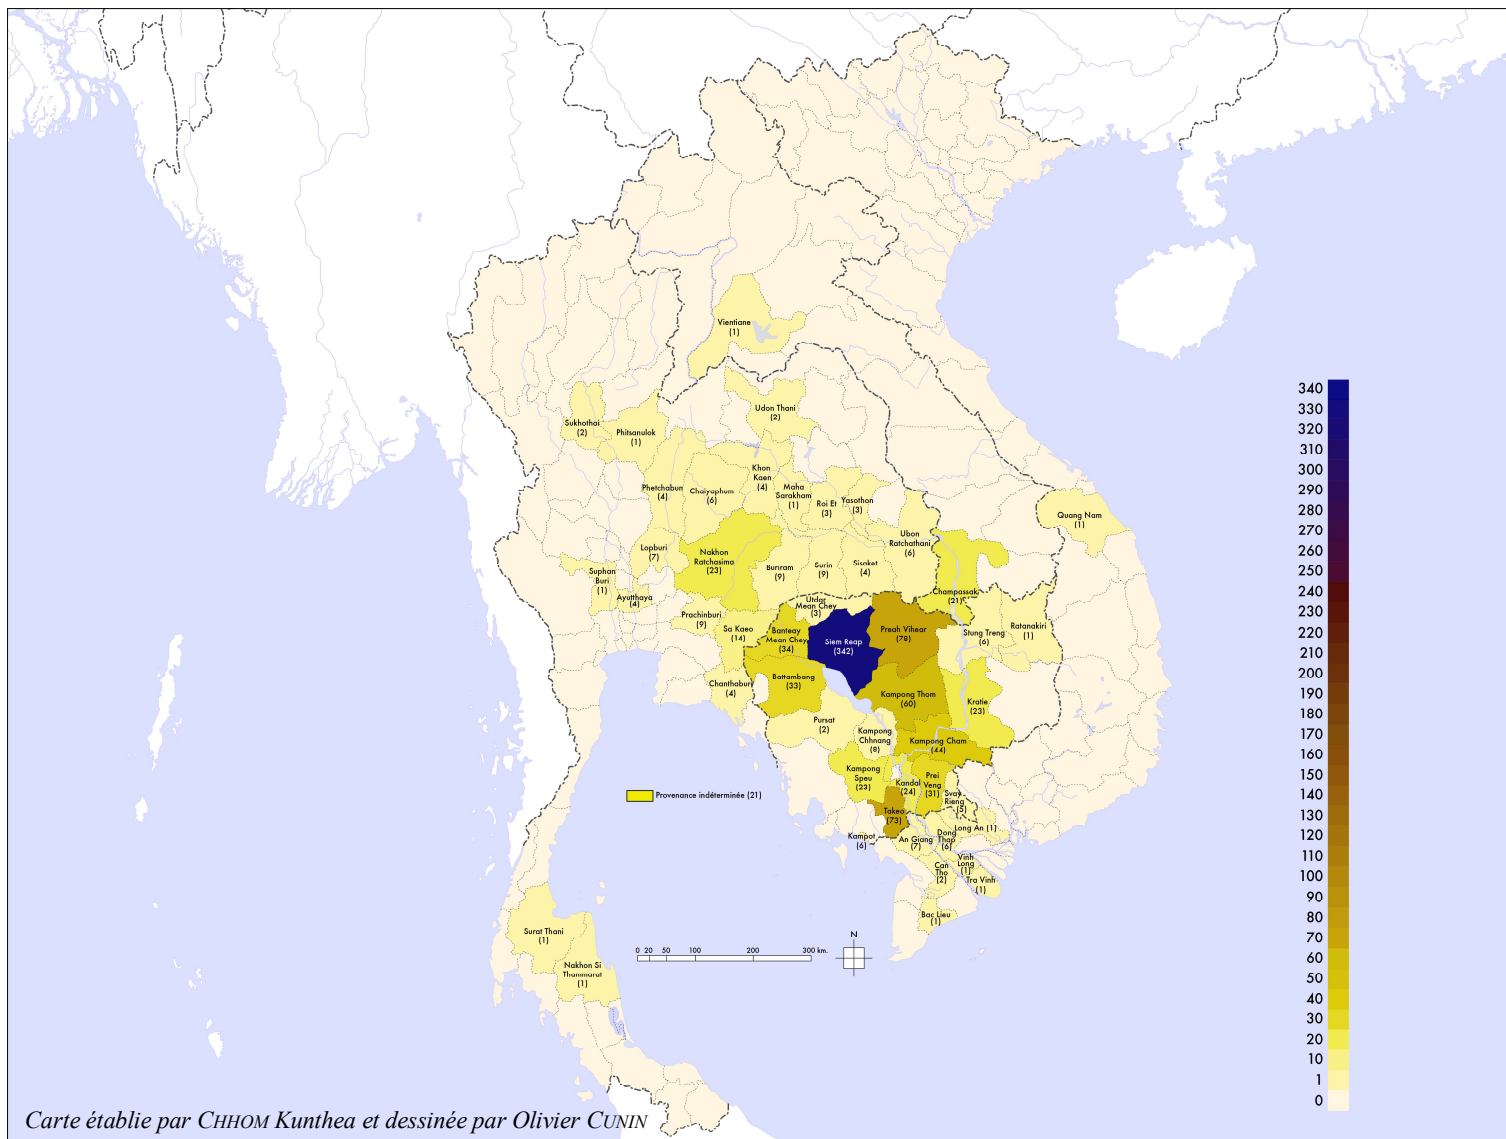 Vientiane
(1)
Udon Thani
(2)
Sukhothai
(2)
Phitsanulok
(1)
Khon
Kaen
(4)
Phetchabun
(4)
Chaiyaphum
(6)
Maha
Sarakham
(1)
Roi Et
(3)
Yasothon
(3)
Quang Nam
(1)
Ubon
Ratchathani
(6)
Lopburi
(7)
Nakhon
Ratchasima
(23)
Buriram
(9)
Surin
(9)
Sisaket
(4)
Suphan
Buri
(1)
Ayutthaya
(4)
Champassak
(21)
Utdar
Mean Chey
(3)
Prachinburi
(9)
Sa Kaeo
(14)
Banteay
Mean Chey
(34)
Siem Reap
(342)
Preah Vihear
(78)
Stung Treng
(6)
Ratanakiri
(1)
Chanthaburi
(4)
Battambang
(33)
Kampong Thom
(60)
Kratie
(23)
Pursat
(2)
Kampong
Chhnang
(8)
Kampong Cham
(44)
Kampong
Speu
(23)
Kandal
(24)
Prei
Veng
(31)
Svay
Rieng
(5)
Takeo
(73)
Provenance indéterminée (21)
Kampot
(6)
An Giang
(7)
Dong
Thap
(6)
Long An (1)
Can
Tho
(2)
Vinh
Long
(1)
Tra Vinh
(1)
Bac Lieu
(1)
Surat Thani
(1)
Nakhon Si
Thammarat
(1)
0 20 50 100 200 300 km.
N
340
330
320
310
300
290
280
270
260
250
240
230
220
210
200
190
180
170
160
150
140
130
120
110
100
90
80
70
60
50
40
30
20
10
1
0
Carte établie par CHHOM Kunthea et dessinée par Olivier CUNIN